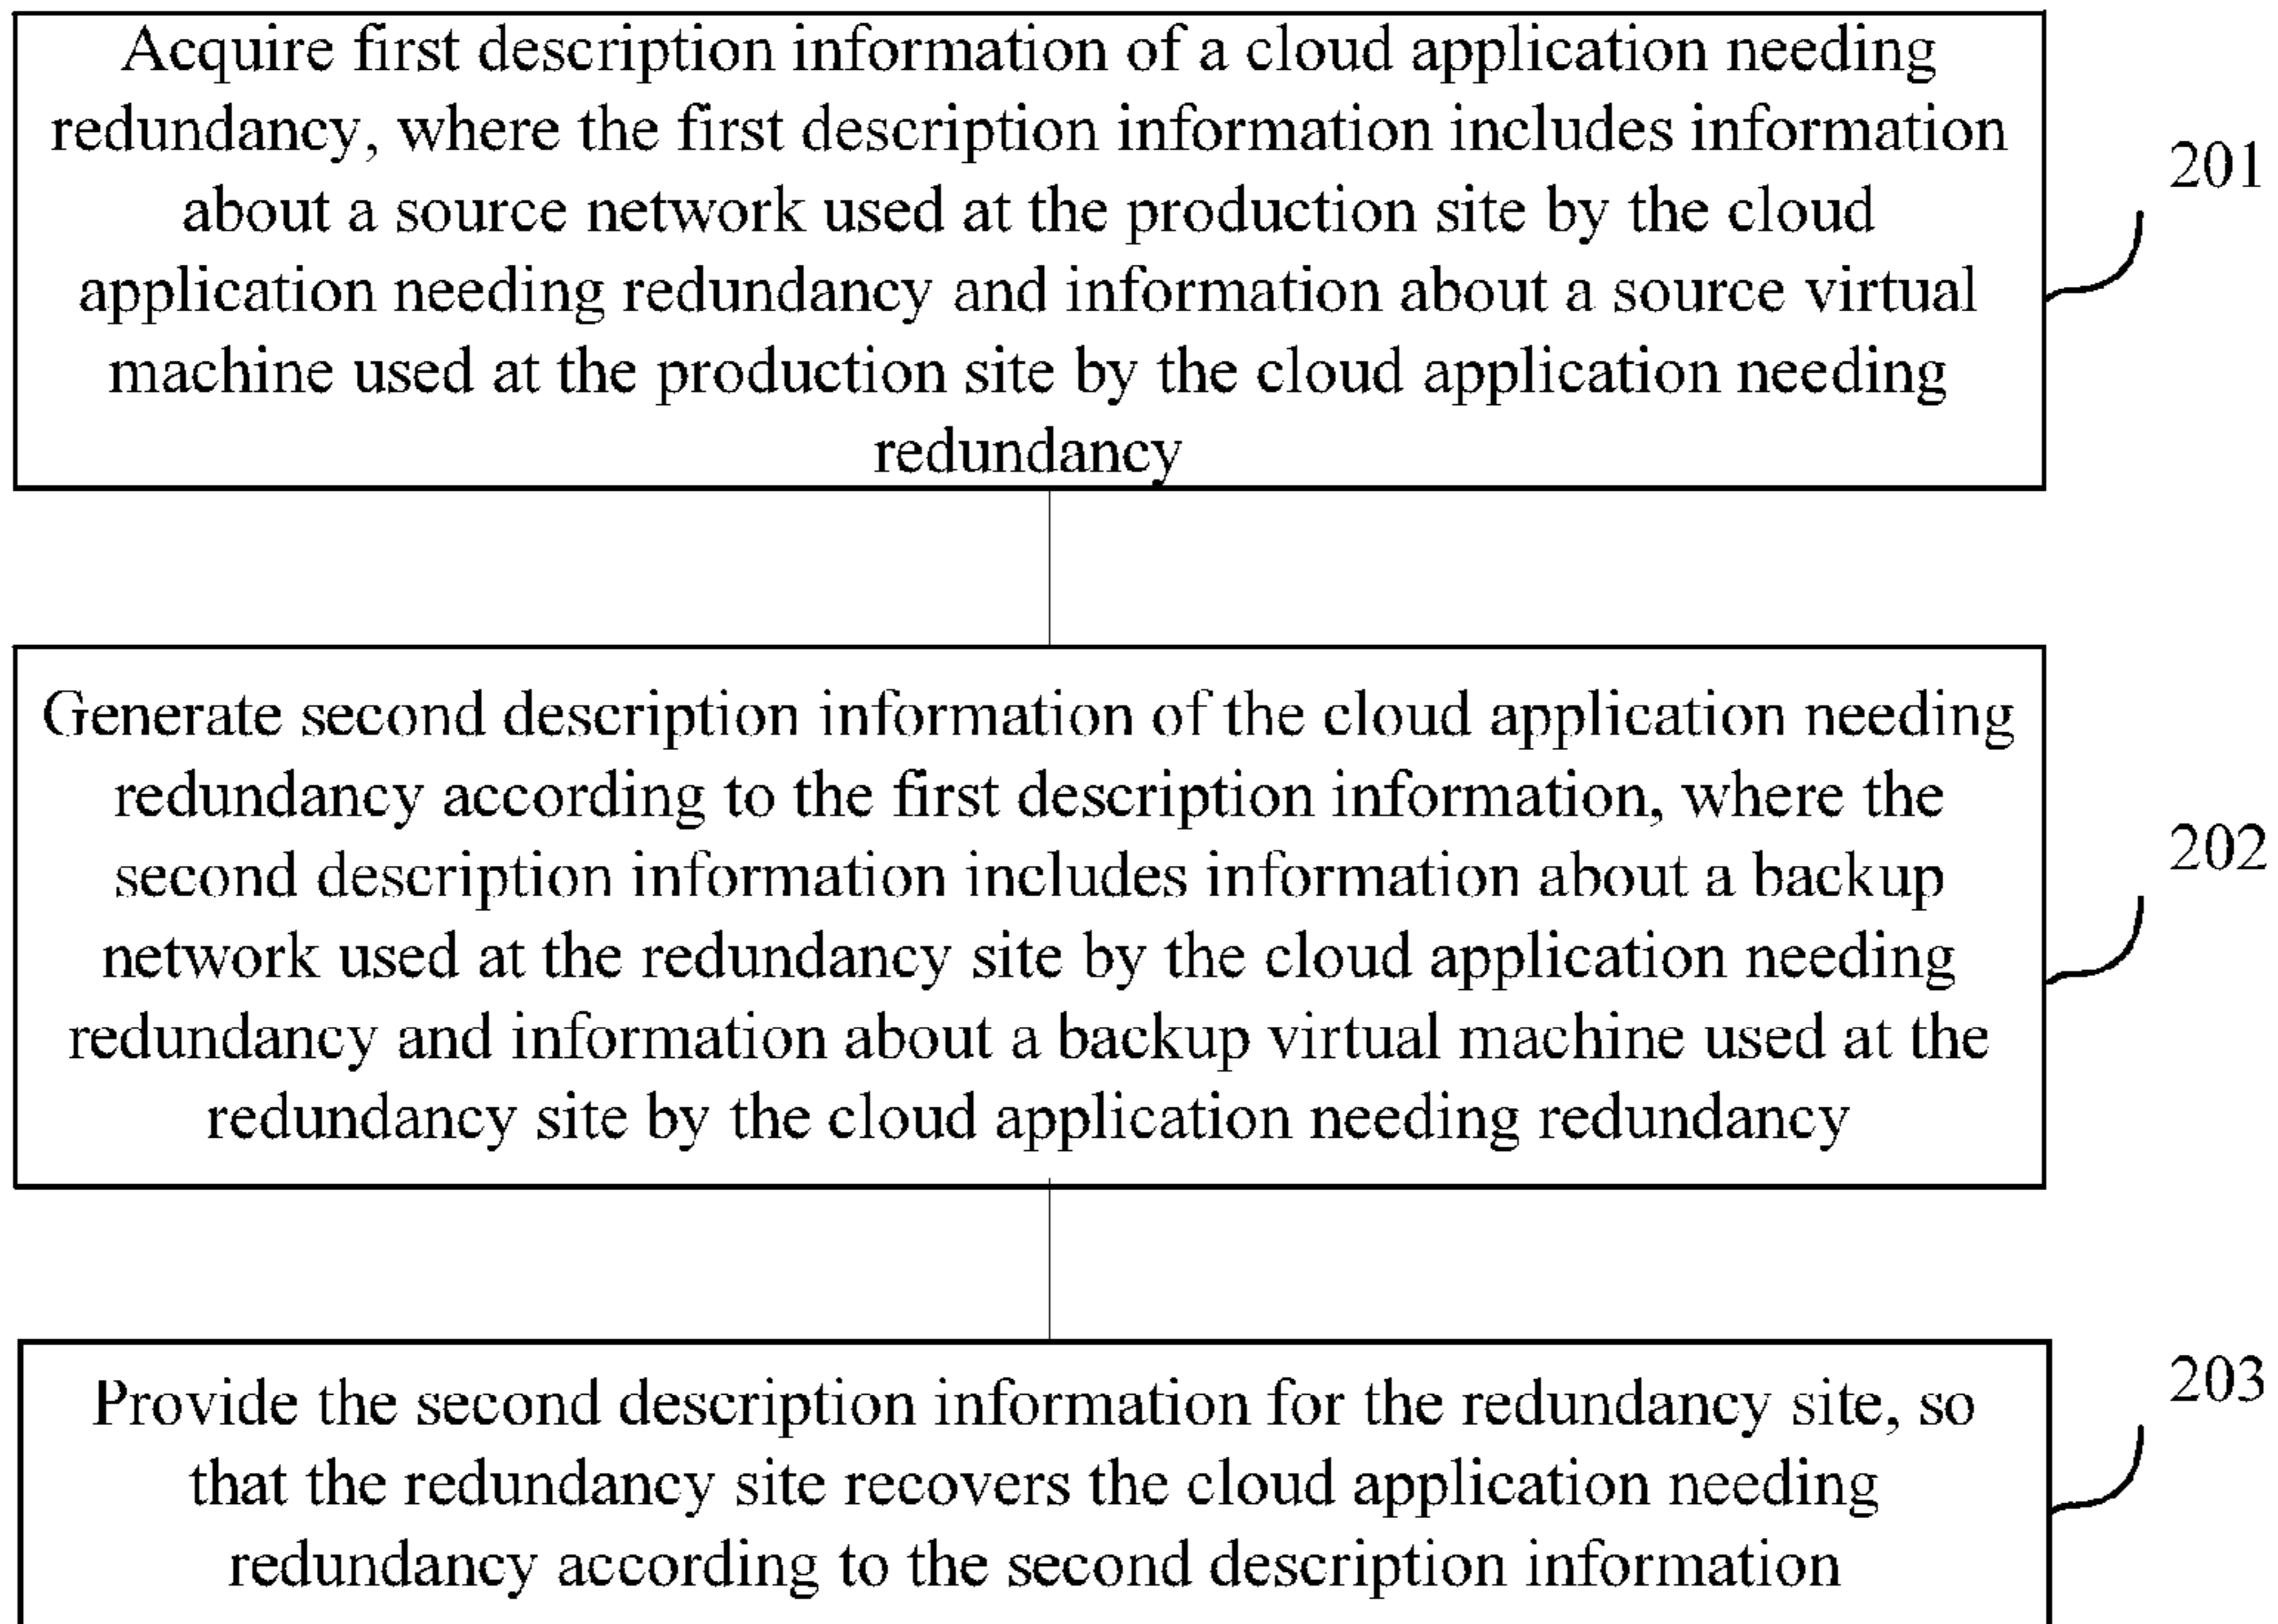 Acquire first description information of a cloud application needing
redundancy, where the first description information includes information
about a source network used at the production site by the cloud
application needing redundancy and information about a source virtual
machine used at the production site by the cloud application needing
redundancy
201
Generate second description information of the cloud application needing
redundancy according to the first description information, where the
second description information includes information about a backup
network used at the redundancy site by the cloud application needing
redundancy and information about a backup virtual machine used at the
redundancy site by the cloud application needing redundancy
202
Provide the second description information for the redundancy site, so
that the redundancy site recovers the cloud application needing
redundancy according to the second description information
203